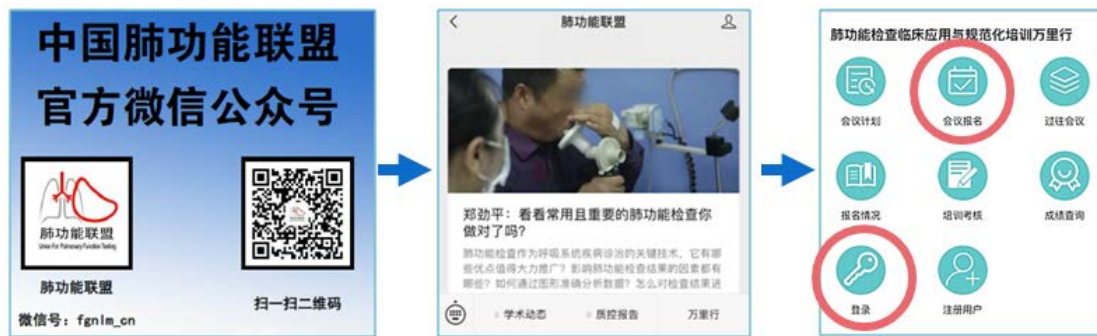 中国肺功能联盟
官方微信公众号
肺功能联盟
Union For Pulmonary Function Testing
肺功能联盟
微信号：fgnlm_cn
扫一扫二维码
肺功能联盟
郑劲平：看看常用且重要的肺功能检查你
做对了吗？
肺功能检查作为呼吸系统疾病诊治的关键技术，它有哪
些优点值得大力推广？影响肺功能检查结果的因素都有
哪些？如何通过图形准确分析数据？怎么对检查结果进
学术动态
质控报告
万里行
肺功能检查临床应用与规范化培训万里行
会议计划
会议报名
过往会议
报名情况
培训考核
成绩查询
登录
注册用户